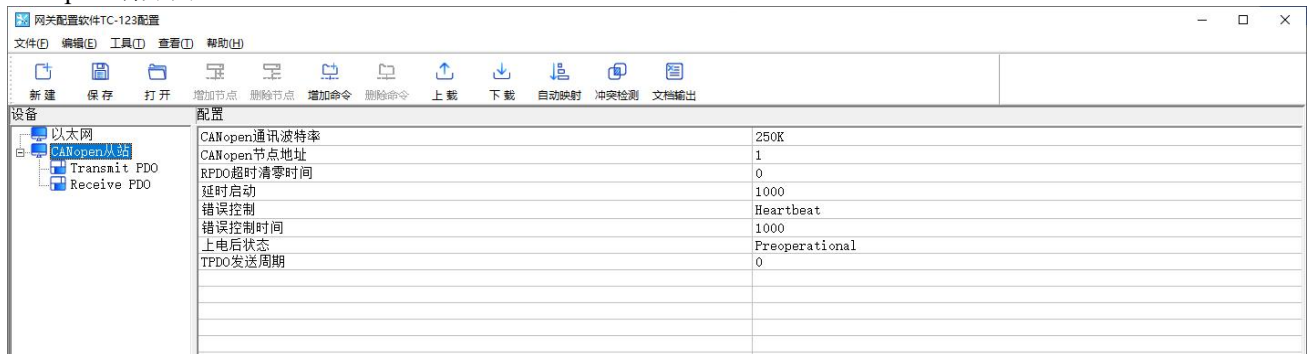 网关配置软件TC-123配置
文件(F) 编辑(E) 工具(T) 查看(T) 帮助(H)
新建 保存 打开 增加节点 删除节点 增加命令 删除命令 上载 下载 自动映射 冲突检测 文档输出
设备 配置
以太网
CANopen从站
Transmit PDO
Receive PDO
CANopen通讯波特率 250K
CANopen节点地址 1
RPDO超时清零时间 0
延时启动 1000
错误控制 Heartbeat
错误控制时间 1000
上电后状态 Preoperational
TPDO发送周期 0